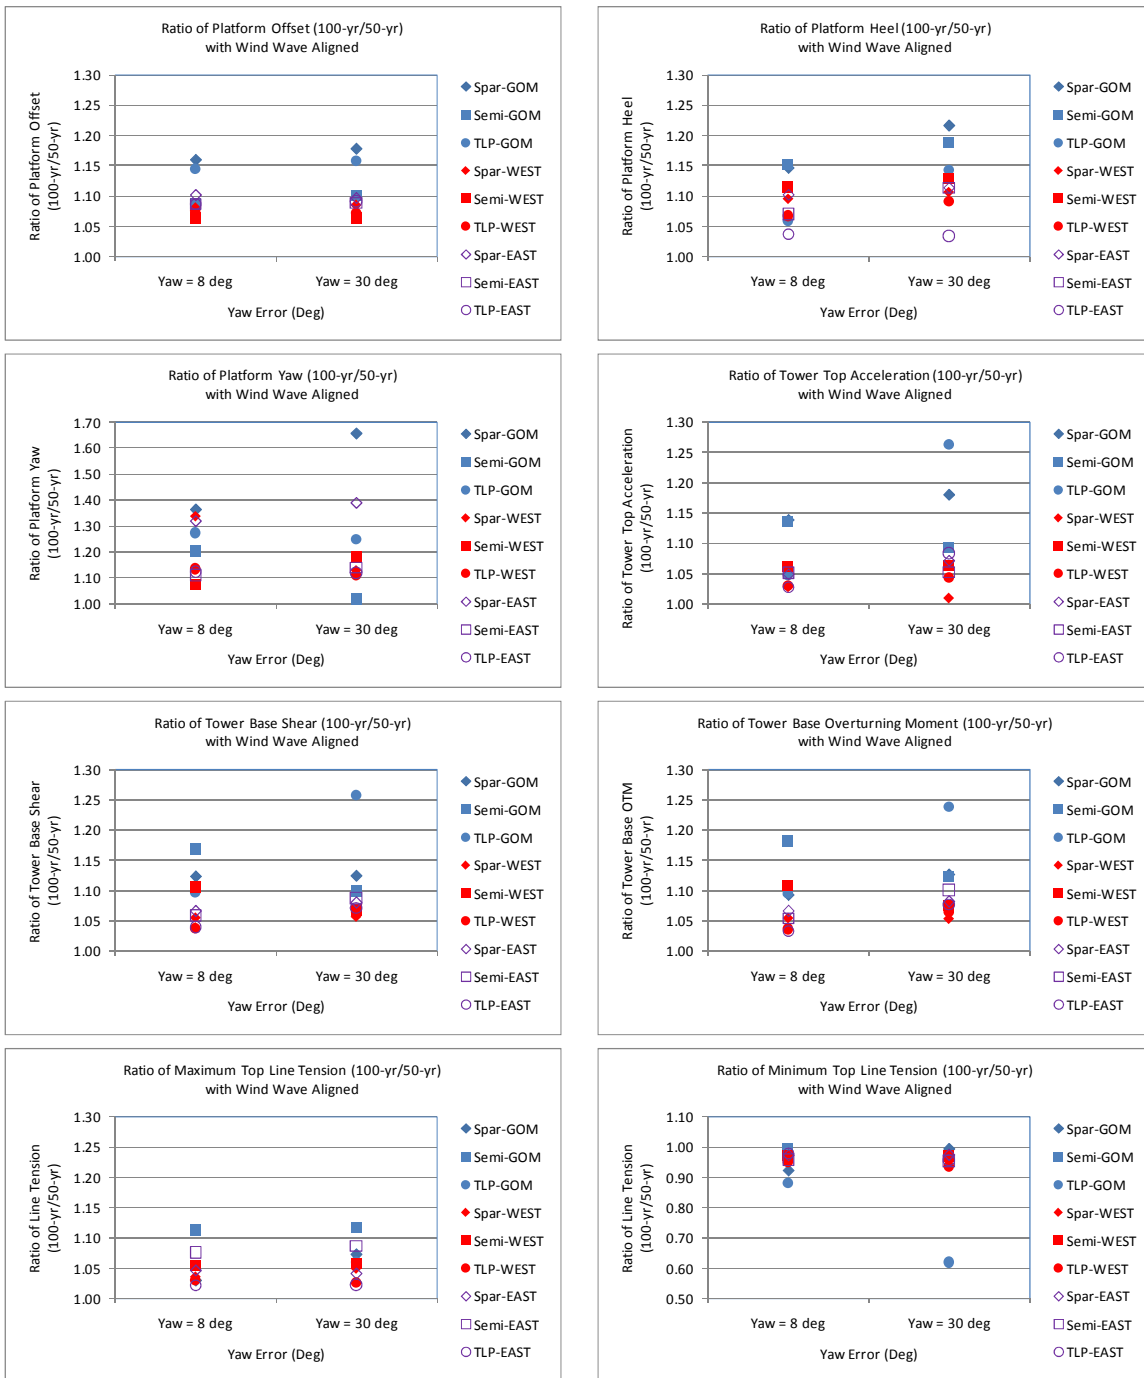 Ratio of Platform Offset (100-yr/50-yr)
with Wind Wave Aligned
Ratio of Platform Offset
(100-yr/50-yr)
1.30
1.25
1.20
1.15
1.10
1.05
1.00
Yaw = 8 deg
Yaw = 30 deg
Yaw Error (Deg)
Spar-GOM
Semi-GOM
TLP-GOM
Spar-WEST
Semi-WEST
TLP-WEST
Spar-EAST
Semi-EAST
TLP-EAST
Ratio of Platform Heel (100-yr/50-yr)
with Wind Wave Aligned
Ratio of Platform Heel
(100-yr/50-yr)
1.30
1.25
1.20
1.15
1.10
1.05
1.00
Yaw = 8 deg
Yaw = 30 deg
Yaw Error (Deg)
Spar-GOM
Semi-GOM
TLP-GOM
Spar-WEST
Semi-WEST
TLP-WEST
Spar-EAST
Semi-EAST
TLP-EAST
Ratio of Platform Yaw (100-yr/50-yr)
with Wind Wave Aligned
Ratio of Platform Yaw
(100-yr/50-yr)
1.70
1.60
1.50
1.40
1.30
1.20
1.10
1.00
Yaw = 8 deg
Yaw = 30 deg
Yaw Error (Deg)
Spar-GOM
Semi-GOM
TLP-GOM
Spar-WEST
Semi-WEST
TLP-WEST
Spar-EAST
Semi-EAST
TLP-EAST
Ratio of Tower Top Acceleration (100-yr/50-yr)
with Wind Wave Aligned
Ratio of Tower Top Acceleration
(100-yr/50-yr)
1.30
1.25
1.20
1.15
1.10
1.05
1.00
Yaw = 8 deg
Yaw = 30 deg
Yaw Error (Deg)
Spar-GOM
Semi-GOM
TLP-GOM
Spar-WEST
Semi-WEST
TLP-WEST
Spar-EAST
Semi-EAST
TLP-EAST
Ratio of Tower Base Shear (100-yr/50-yr)
with Wind Wave Aligned
Ratio of Tower Base Shear
(100-yr/50-yr)
1.30
1.25
1.20
1.15
1.10
1.05
1.00
Yaw = 8 deg
Yaw = 30 deg
Yaw Error (Deg)
Spar-GOM
Semi-GOM
TLP-GOM
Spar-WEST
Semi-WEST
TLP-WEST
Spar-EAST
Semi-EAST
TLP-EAST
Ratio of Tower Base Overturning Moment (100-yr/50-yr)
with Wind Wave Aligned
Ratio of Tower Base OTM
(100-yr/50-yr)
1.30
1.25
1.20
1.15
1.10
1.05
1.00
Yaw = 8 deg
Yaw = 30 deg
Yaw Error (Deg)
Spar-GOM
Semi-GOM
TLP-GOM
Spar-WEST
Semi-WEST
TLP-WEST
Spar-EAST
Semi-EAST
TLP-EAST
Ratio of Maximum Top Line Tension (100-yr/50-yr)
with Wind Wave Aligned
Ratio of Line Tension
(100-yr/50-yr)
1.30
1.25
1.20
1.15
1.10
1.05
1.00
Yaw = 8 deg
Yaw = 30 deg
Yaw Error (Deg)
Spar-GOM
Semi-GOM
TLP-GOM
Spar-WEST
Semi-WEST
TLP-WEST
Spar-EAST
Semi-EAST
TLP-EAST
Ratio of Minimum Top Line Tension (100-yr/50-yr)
with Wind Wave Aligned
Ratio of Line Tension
(100-yr/50-yr)
1.10
1.00
0.90
0.80
0.70
0.60
0.50
Yaw = 8 deg
Yaw = 30 deg
Yaw Error (Deg)
Spar-GOM
Semi-GOM
TLP-GOM
Spar-WEST
Semi-WEST
TLP-WEST
Spar-EAST
Semi-EAST
TLP-EAST